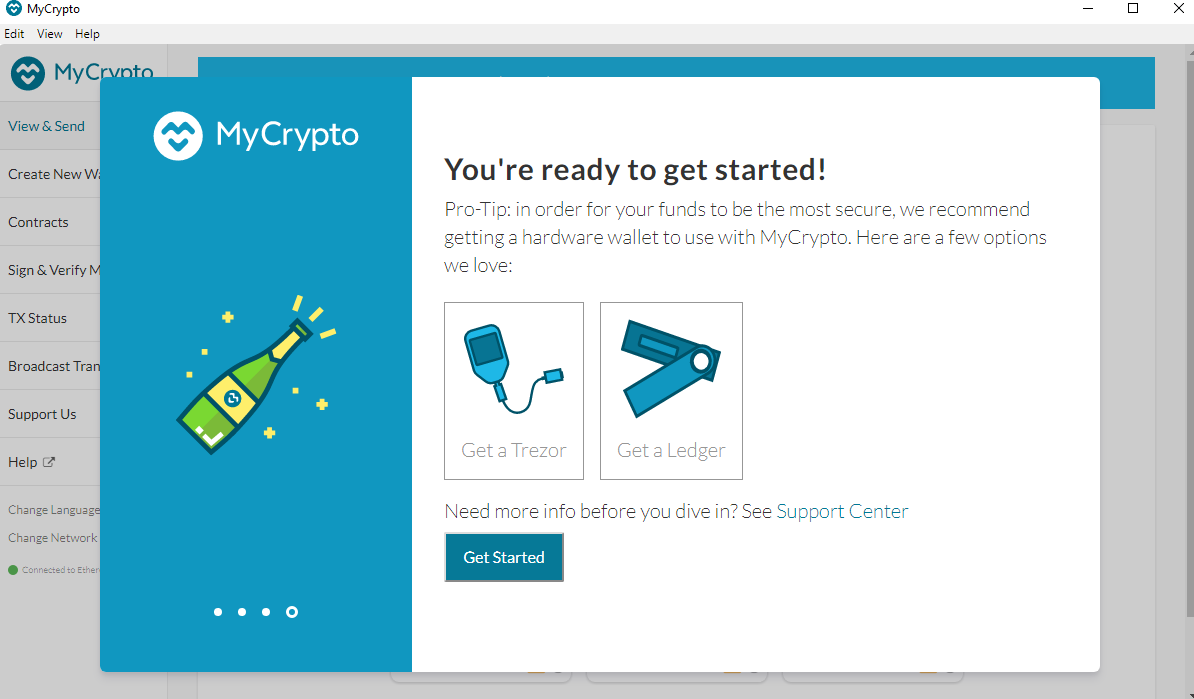 MyCrypto
Edit View Help
MyCrypto
View & Send
Create New Wa
Contracts
Sign & Verify M
TX Status
Broadcast Tran
Support Us
Help
Change Language
Change Network
Connected to Ether
MyCrypto
You're ready to get started!
Pro-Tip: in order for your funds to be the most secure, we recommend
getting a hardware wallet to use with MyCrypto. Here are a few options
we love:
Get a Trezor
Get a Ledger
Need more info before you dive in? See Support Center
Get Started